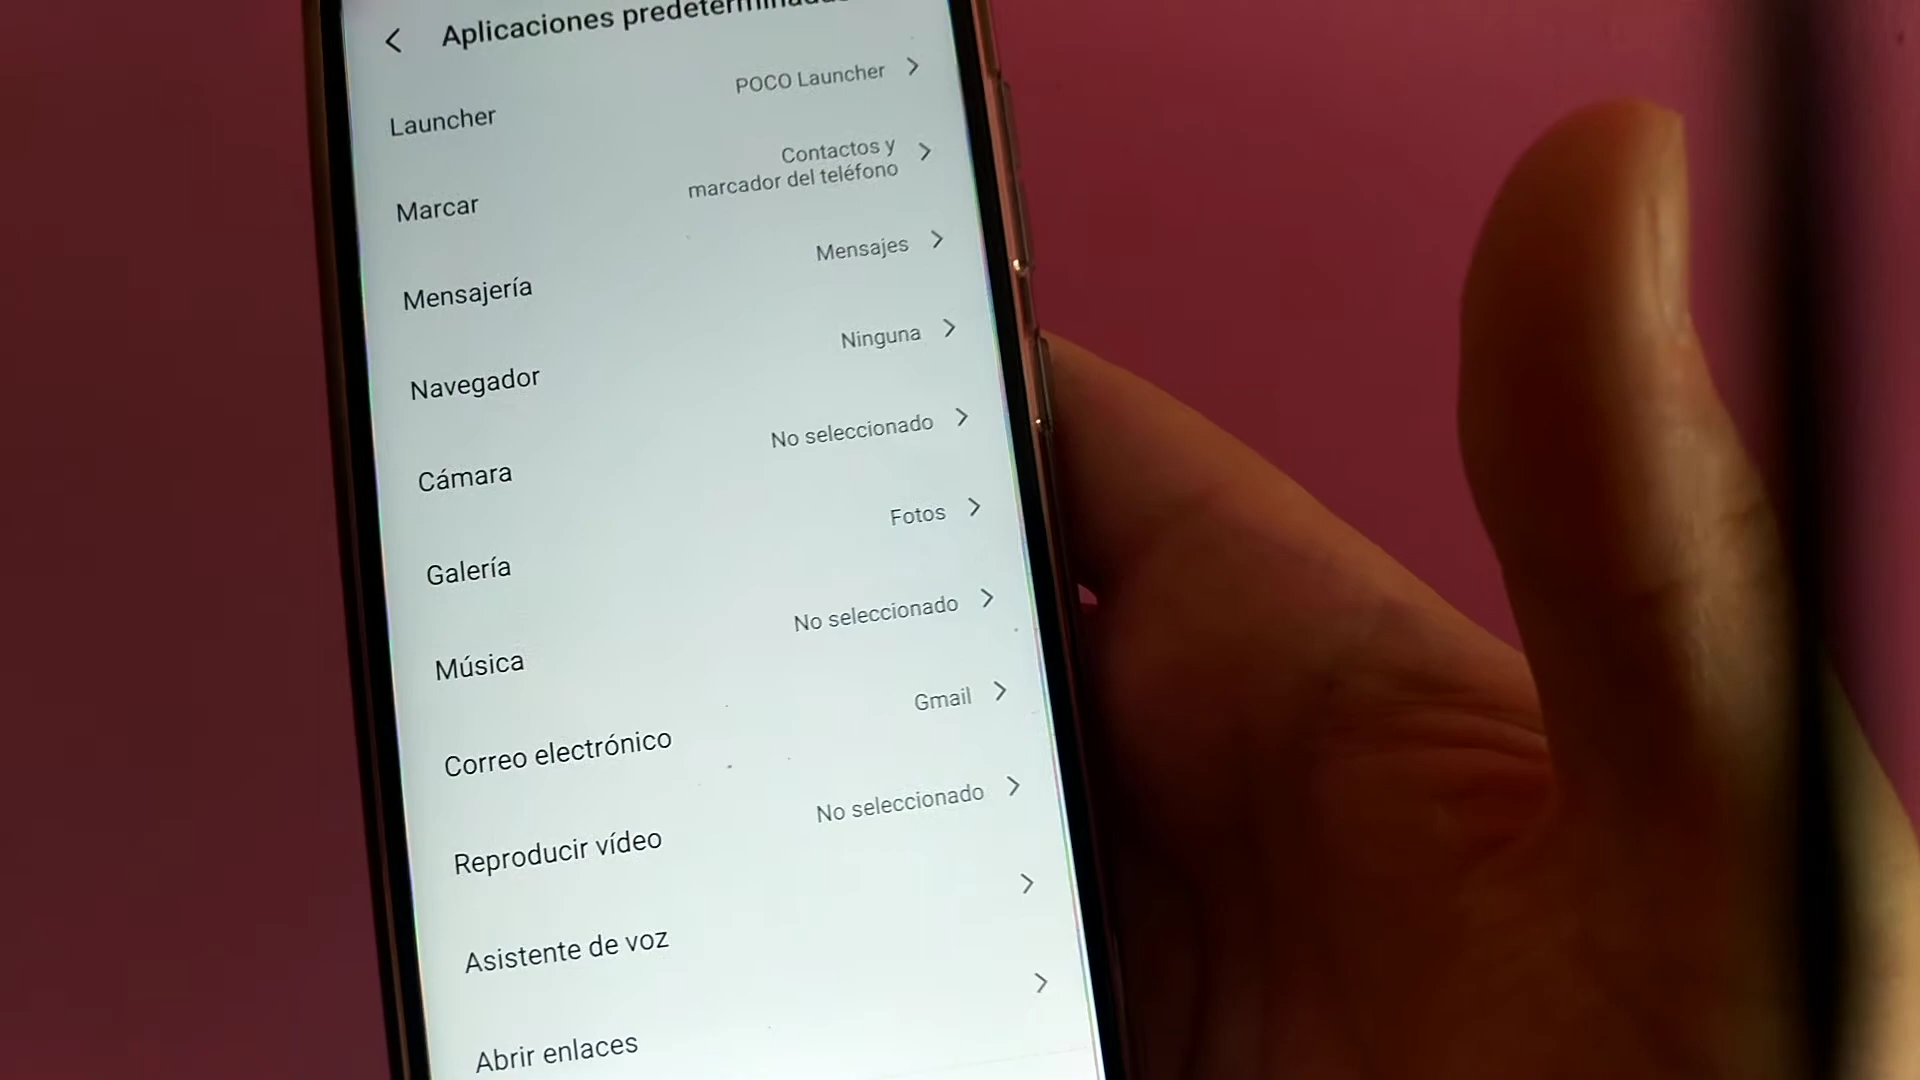 Aplicaciones predeterminadas
Launcher
POCO Launcher
Marcar
Contactos y
marcador del teléfono
Mensajería
Mensajes
Navegador
Ninguna
Cámara
No seleccionado
Galería
Fotos
Música
No seleccionado
Correo electrónico
Gmail
Reproducir vídeo
No seleccionado
Asistente de voz
Abrir enlaces